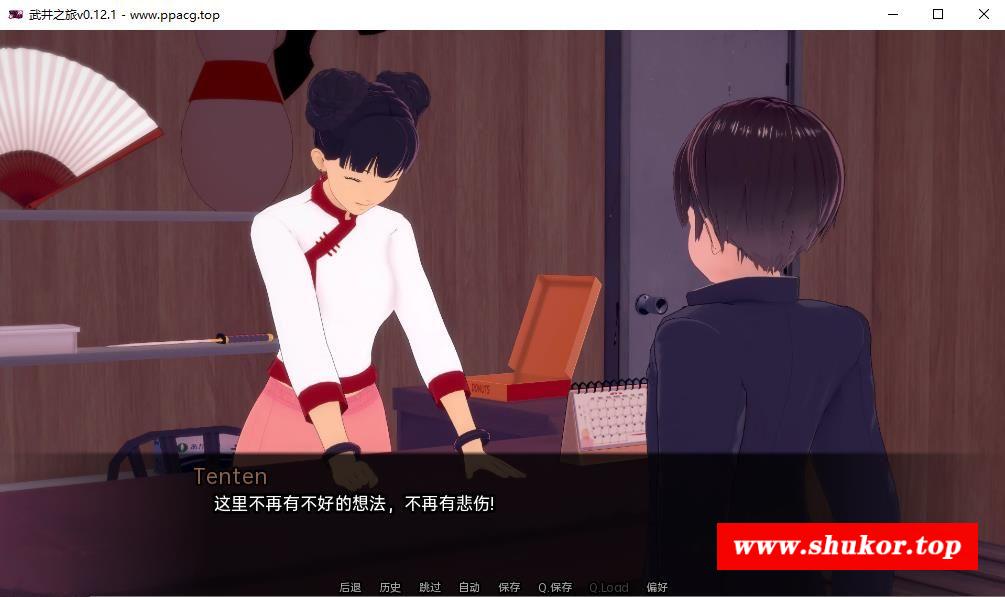 武井之旅v0.12.1 - www.ppacg.top
DONUTS
Tenten
这里不再有不好的想法，不再有悲伤!
www.shukor.top
后退 历史 跳过 自动 保存 Q.保存 Q.Load 偏好